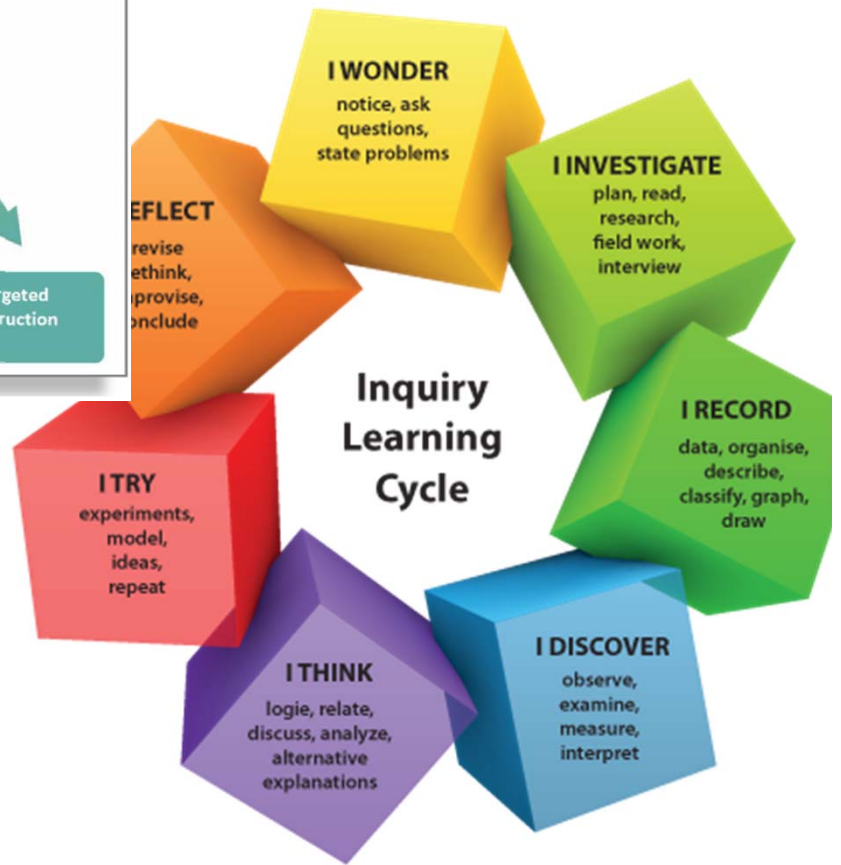 I WONDER
notice, ask
questions,
state problems
I INVESTIGATE
plan, read,
research,
field work,
interview
I RECORD
data, organise,
describe,
classify, graph,
draw
I DISCOVER
observe,
examine,
measure,
interpret
I THINK
logie, relate,
discuss, analyze,
alternative
explanations
I TRY
experiments,
model,
ideas,
repeat
EFLECT
revise
ethink,
provise,
onclude
Inquiry
Learning
Cycle
rgeted
ruction